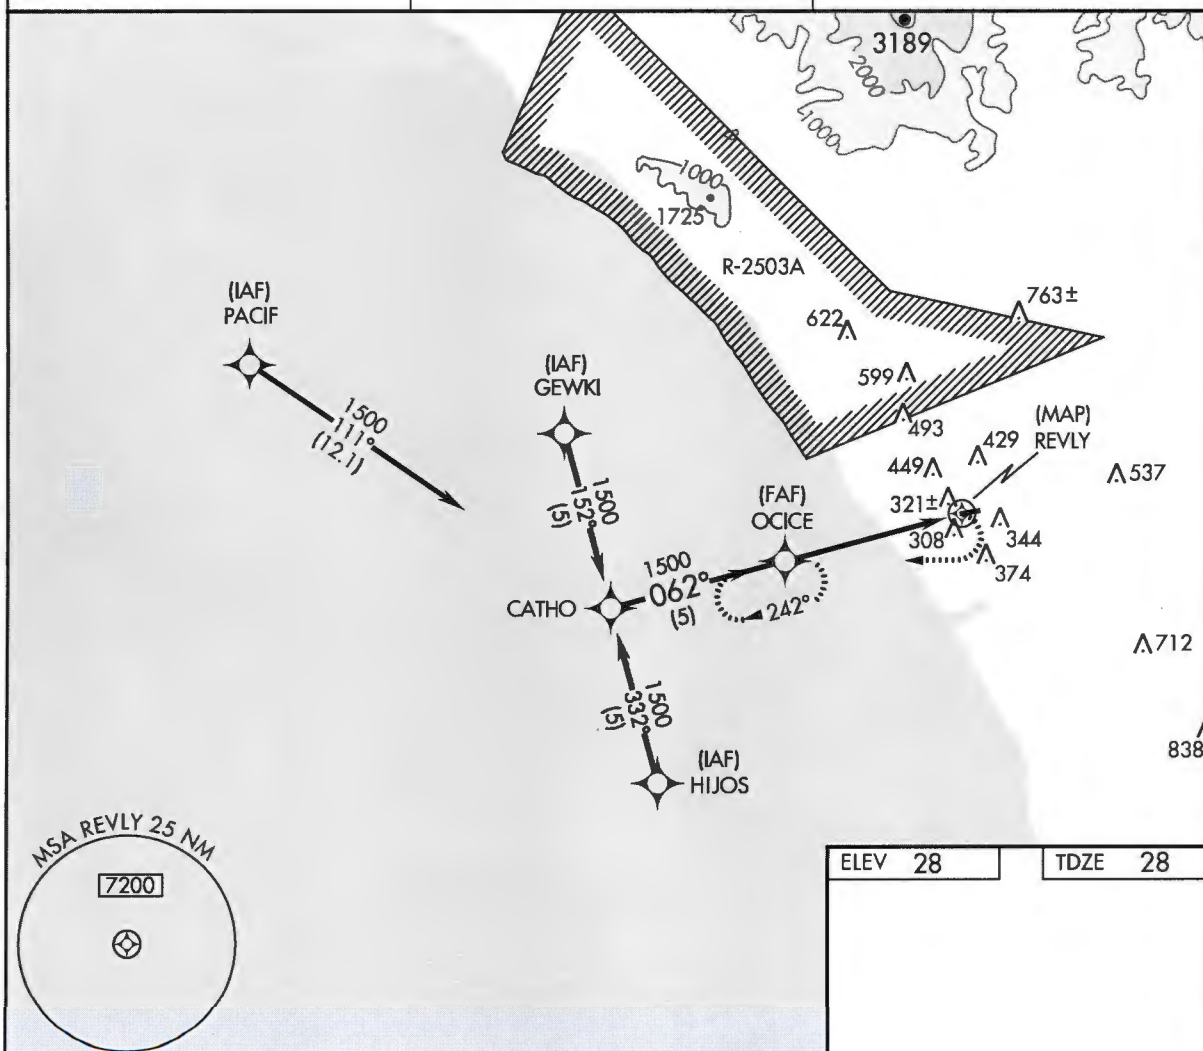 3189
2000
1000
1000
1725
R-2503A
763±
622
599
493
(IAF)
PACIF
1500
111°
(12.1)
(IAF)
GEWKI
1500
152°
(5)
(MAP)
REVLY
429
449
537
321±
308
344
374
(FAF)
OCICE
1500
062°
(5)
242°
CATHO
1500
332°
(5)
(IAF)
HIJOS
712
838
MSA REVLY 25 NM
7200
ELEV 28
TDZE 28